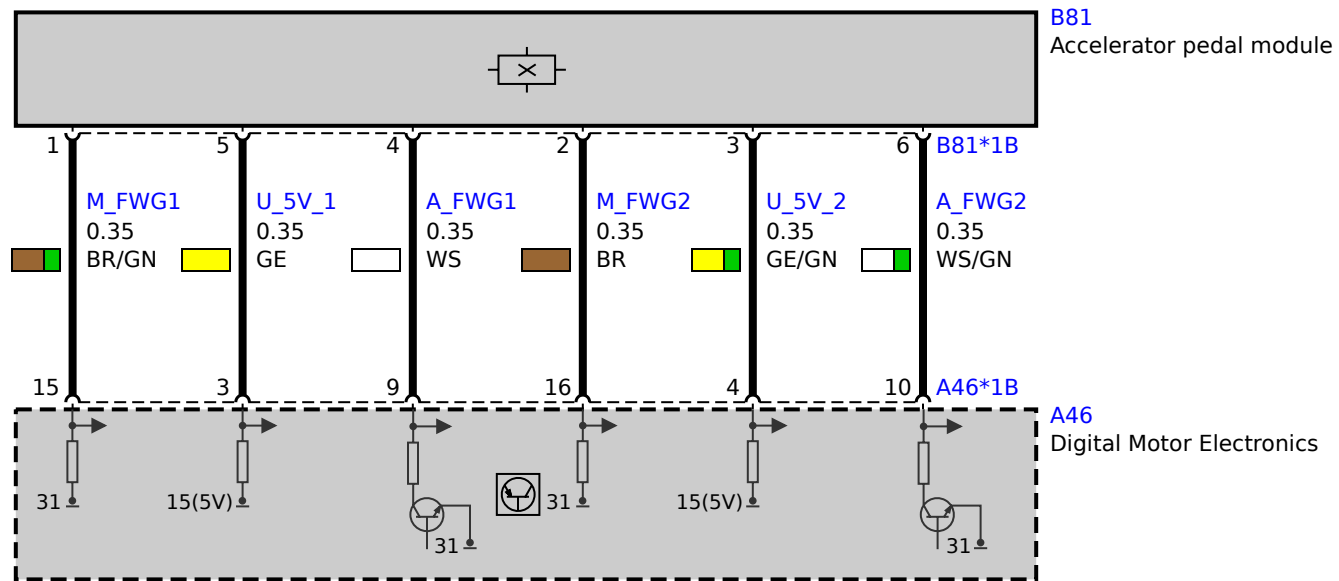 B81
Accelerator pedal module
1 5 4 2 3 6 B81*1B
M_FWG1 U_5V_1 A_FWG1 M_FWG2 U_5V_2 A_FWG2
0.35 0.35 0.35 0.35 0.35 0.35
BR/GN GE WS BR GE/GN WS/GN
15 3 9 16 4 10 A46*1B
A46
Digital Motor Electronics
31 15(5V) 31 15(5V)
31 31